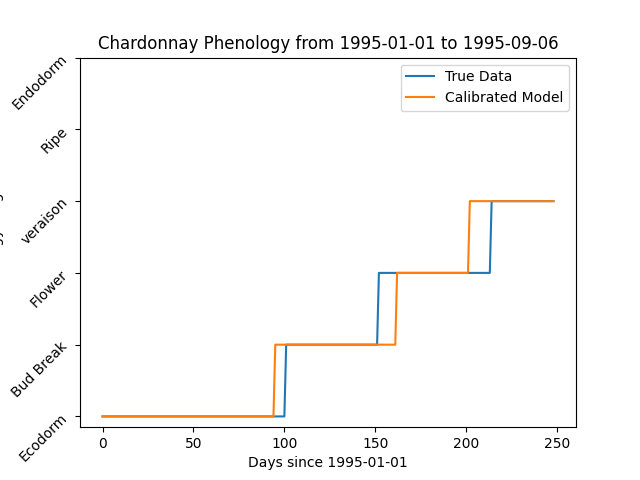 Chardonnay Phenology from 1995-01-01 to 1995-09-06
True Data
Calibrated Model
Endodorm
Ripe
veraison
Flower
Bud Break
Ecodorm
0 50 100 150 200 250
Days since 1995-01-01